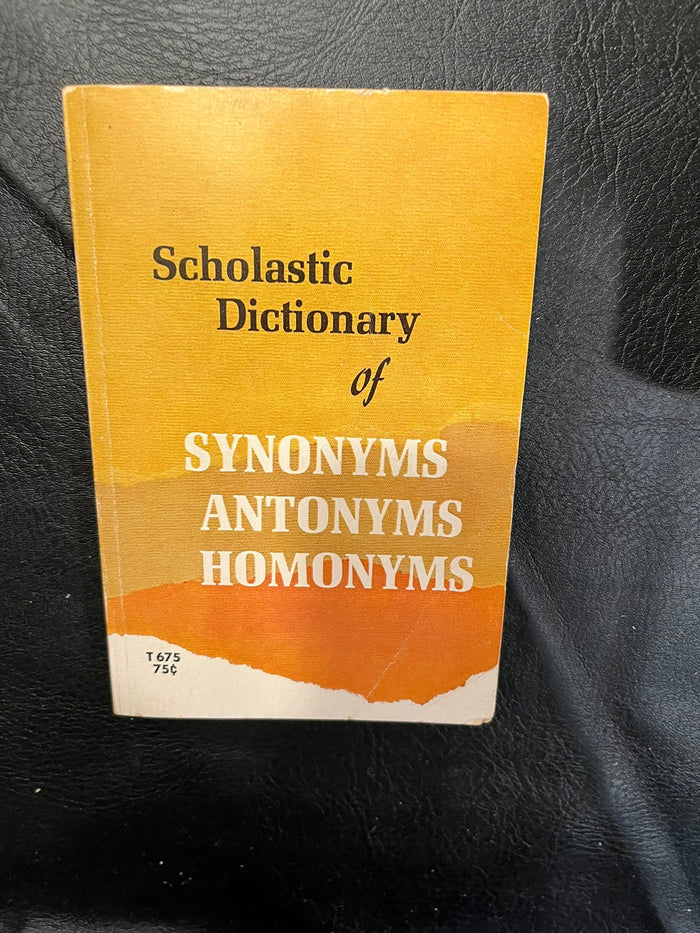 Scholastic
Dictionary
of
SYNONYMS
ANTONYMS
HOMONYMS
T 675
75¢